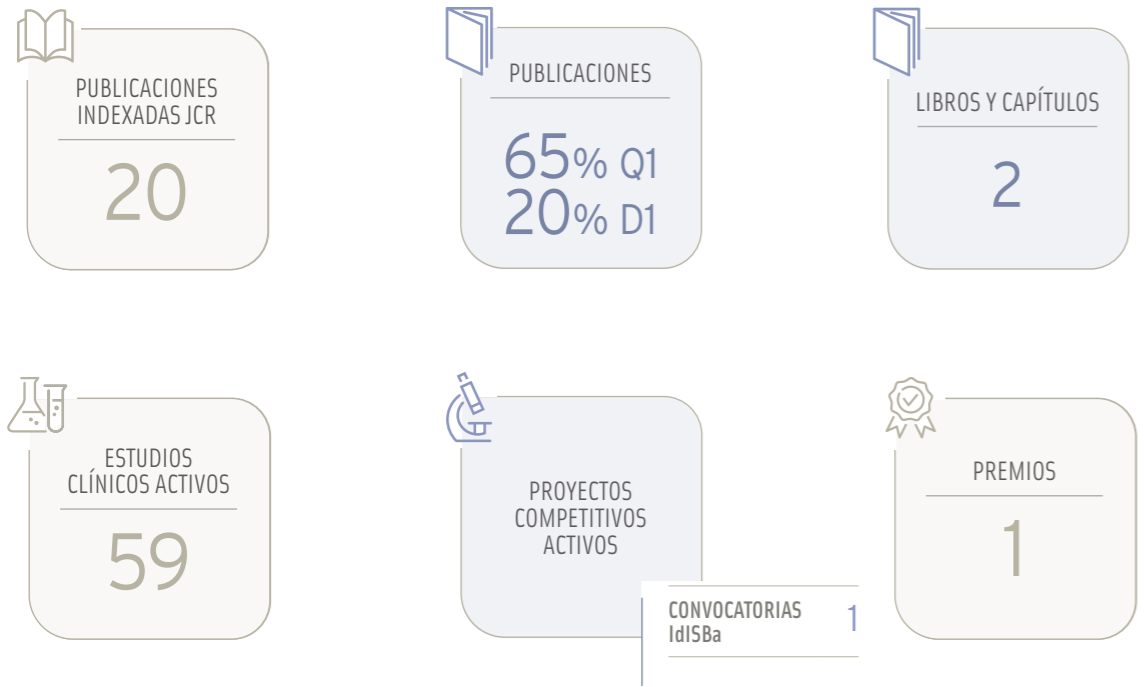 PUBLICACIONES
INDEXADAS JCR
20
PUBLICACIONES
65% Q1
20% D1
LIBROS Y CAPÍTULOS
2
ESTUDIOS
CLÍNICOS ACTIVOS
59
PROYECTOS
COMPETITIVOS
ACTIVOS
CONVOCATORIAS
IdISBa
1
PREMIOS
1